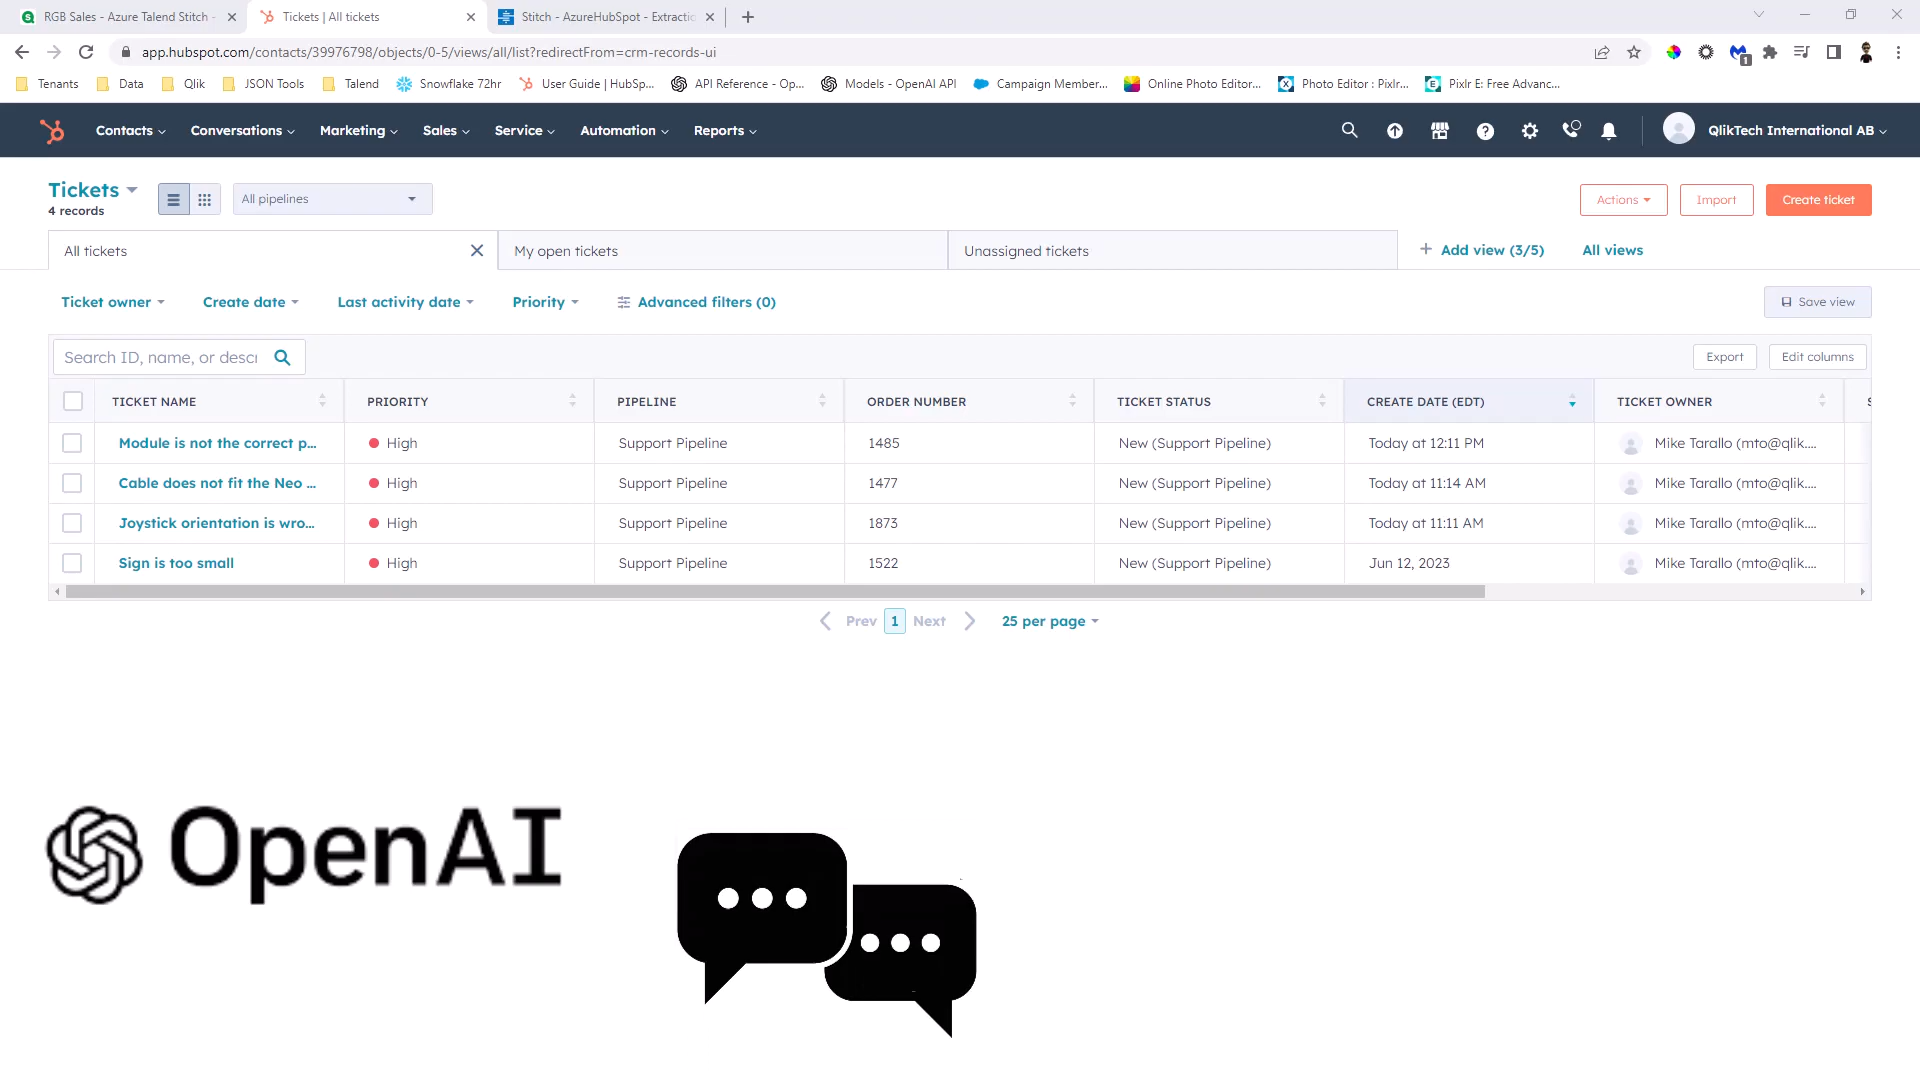 RGB Sales - Azure Talend Stitch -
Tickets | All tickets
Stitch - AzureHubSpot - Extractio
app.hubspot.com/contacts/39976798/objects/0-5/views/all/list?redirectFrom=crm-records-ui
1
Tenants Data Qlik JSON Tools Talend Snowflake 72hr User Guide | HubSp... API Reference - Op... Models - OpenAI API Campaign Member... Online Photo Editor... Photo Editor : Pixlr... Pixlr E: Free Advanc...
Contacts Conversations Marketing Sales Service Automation Reports QlikTech International AB
Tickets
4 records
All pipelines
Actions Import Create ticket
All tickets My open tickets Unassigned tickets + Add view (3/5) All views
Ticket owner Create date Last activity date Priority Advanced filters (0) Save view
Search ID, name, or descr
Export Edit columns
TICKET NAME PRIORITY PIPELINE ORDER NUMBER TICKET STATUS CREATE DATE (EDT) TICKET OWNER
Module is not the correct p... High Support Pipeline 1485 New (Support Pipeline) Today at 12:11 PM Mike Tarallo (mto@qlik....
Cable does not fit the Neo ... High Support Pipeline 1477 New (Support Pipeline) Today at 11:14 AM Mike Tarallo (mto@qlik....
Joystick orientation is wro... High Support Pipeline 1873 New (Support Pipeline) Today at 11:11 AM Mike Tarallo (mto@qlik....
Sign is too small High Support Pipeline 1522 New (Support Pipeline) Jun 12, 2023 Mike Tarallo (mto@qlik....
Prev 1 Next 25 per page
OpenAI